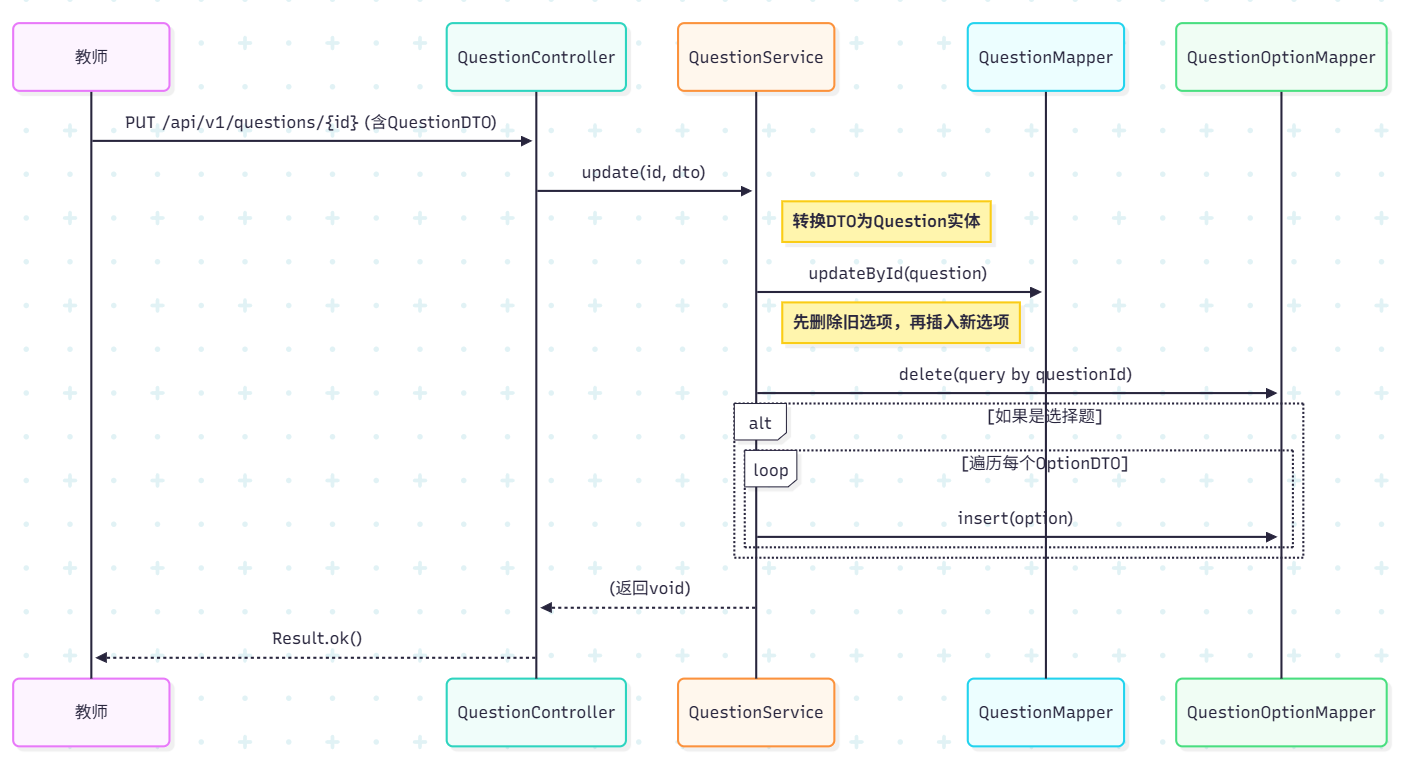 教师
QuestionController
QuestionService
QuestionMapper
QuestionOptionMapper
PUT /api/v1/questions/{id} (含QuestionDTO)
update(id, dto)
转换DTO为Question实体
updateById(question)
先删除旧选项，再插入新选项
delete(query by questionId)
alt
[如果是选择题]
loop
[遍历每个OptionDTO]
insert(option)
(返回void)
Result.ok()
教师
QuestionController
QuestionService
QuestionMapper
QuestionOptionMapper